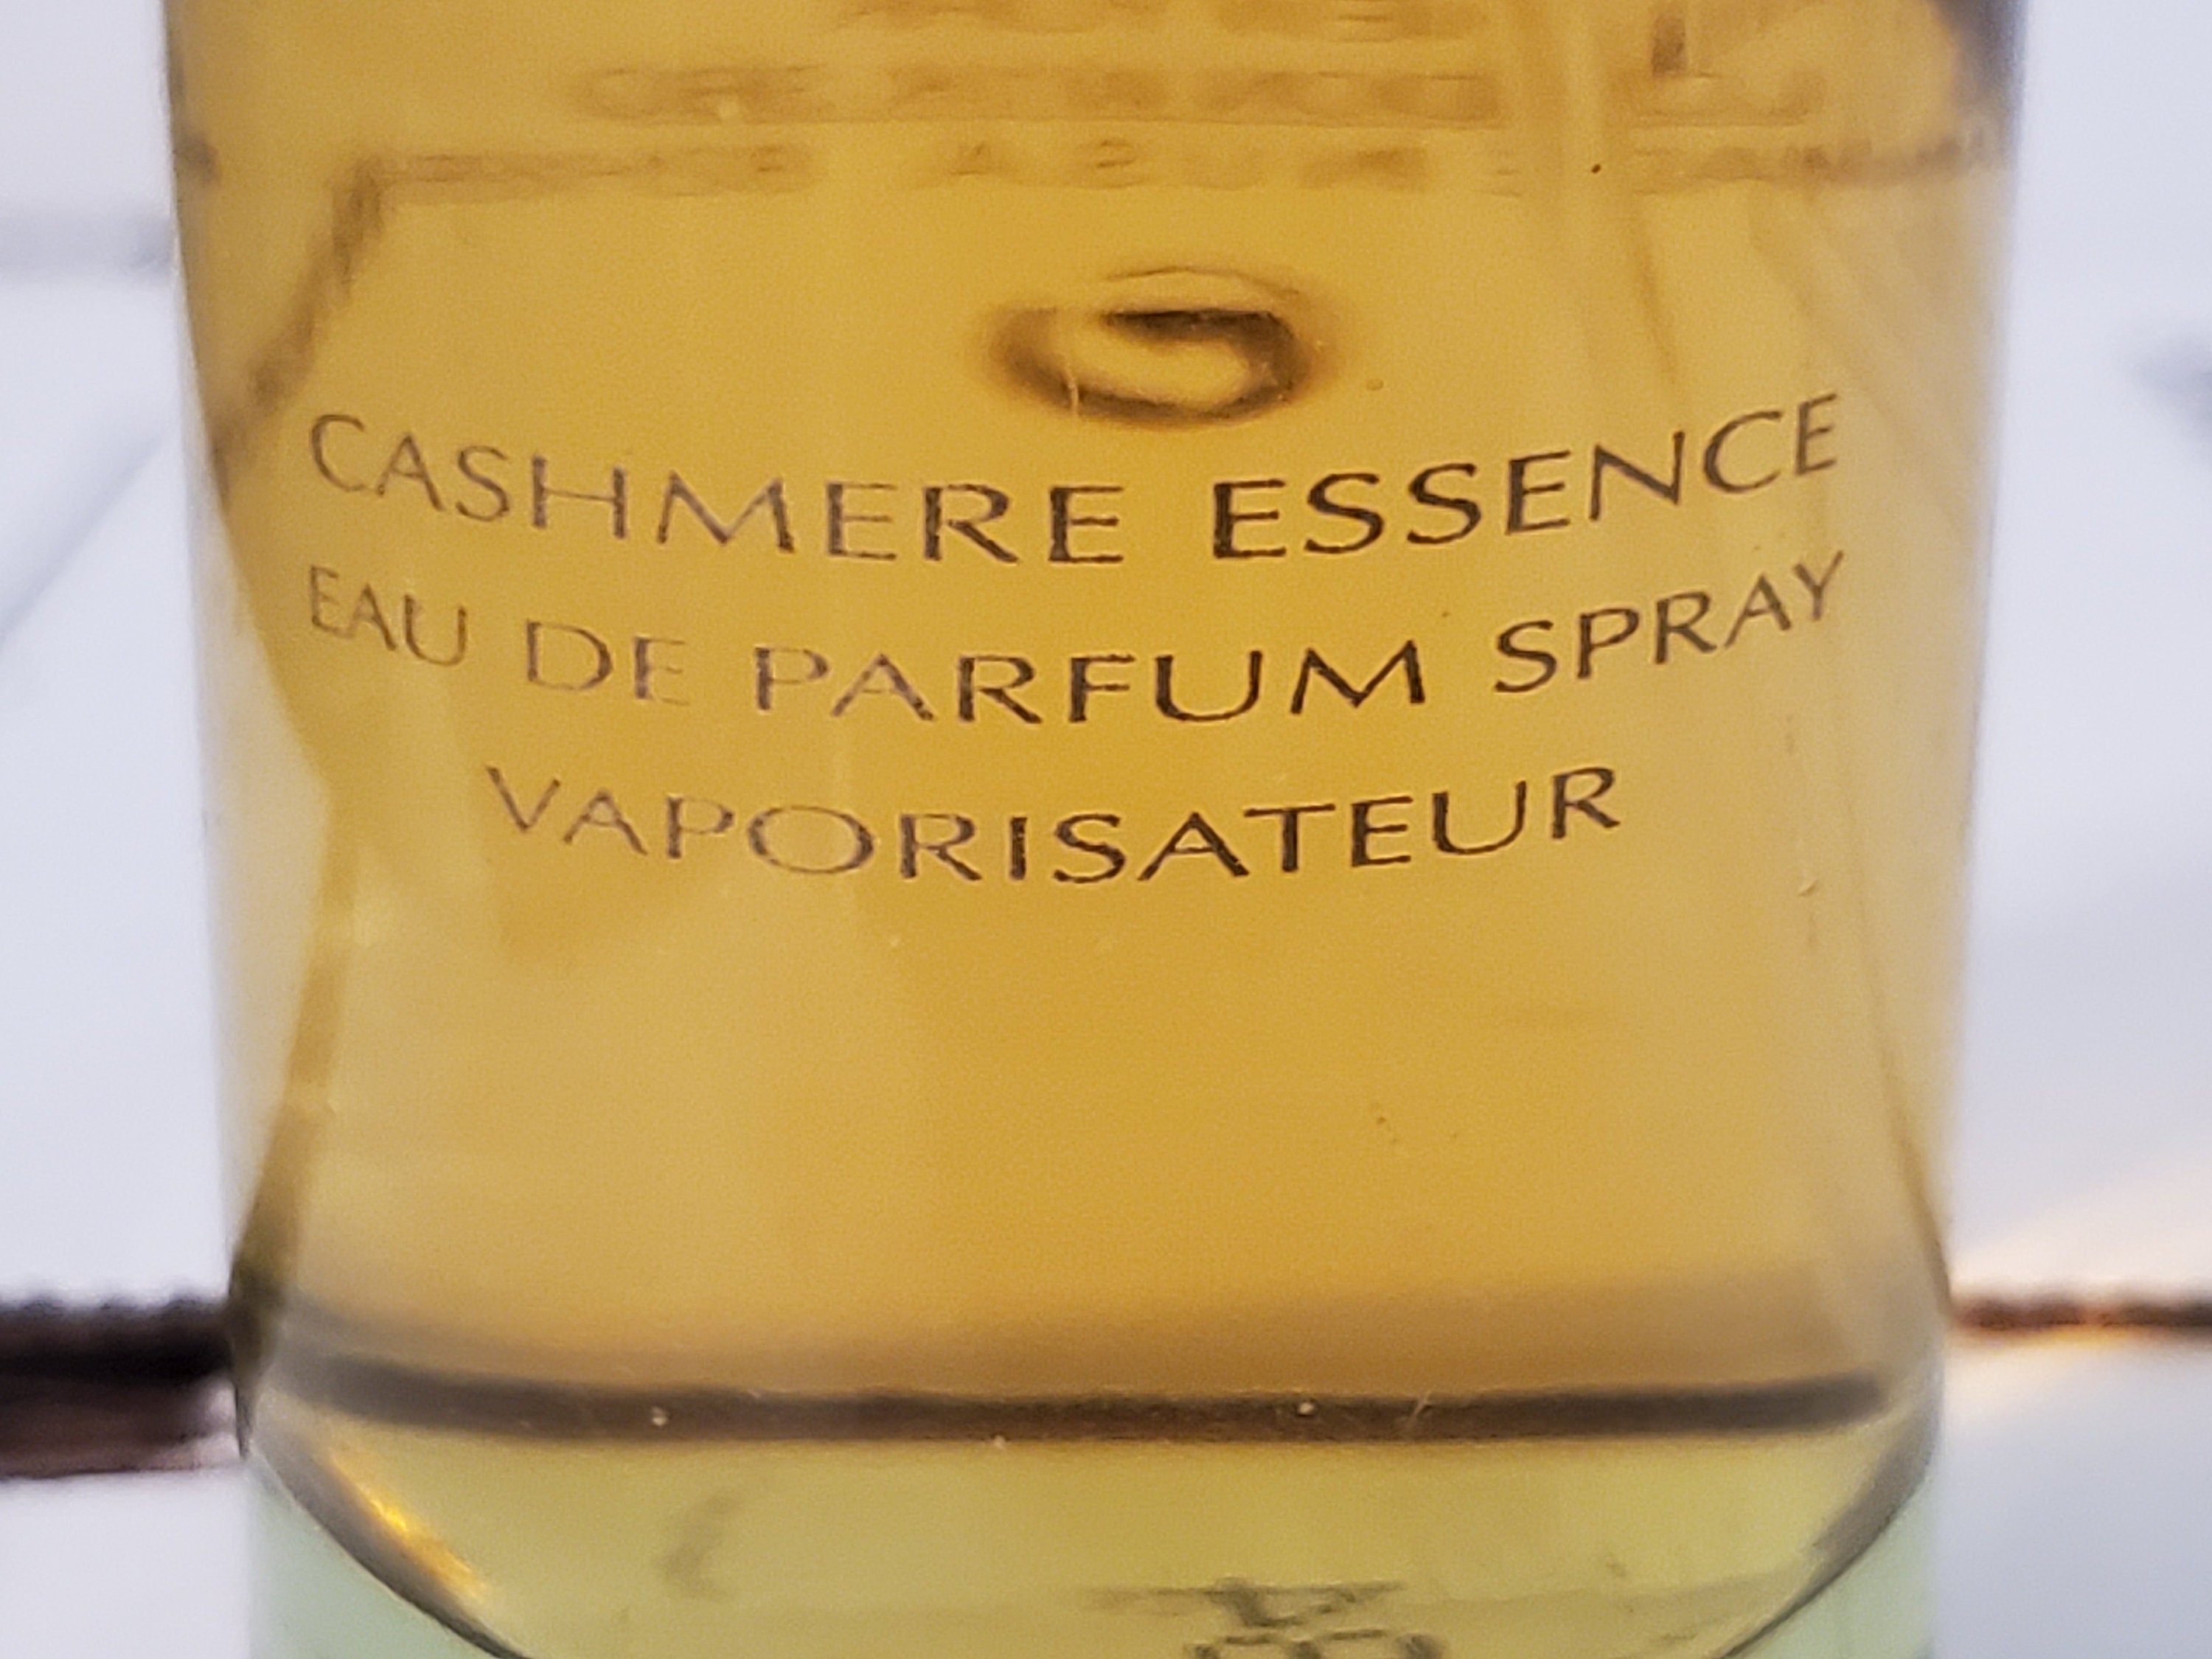 CASHMERE ESSENCE
EAU DE PARFUM SPRAY
VAPORISATEUR